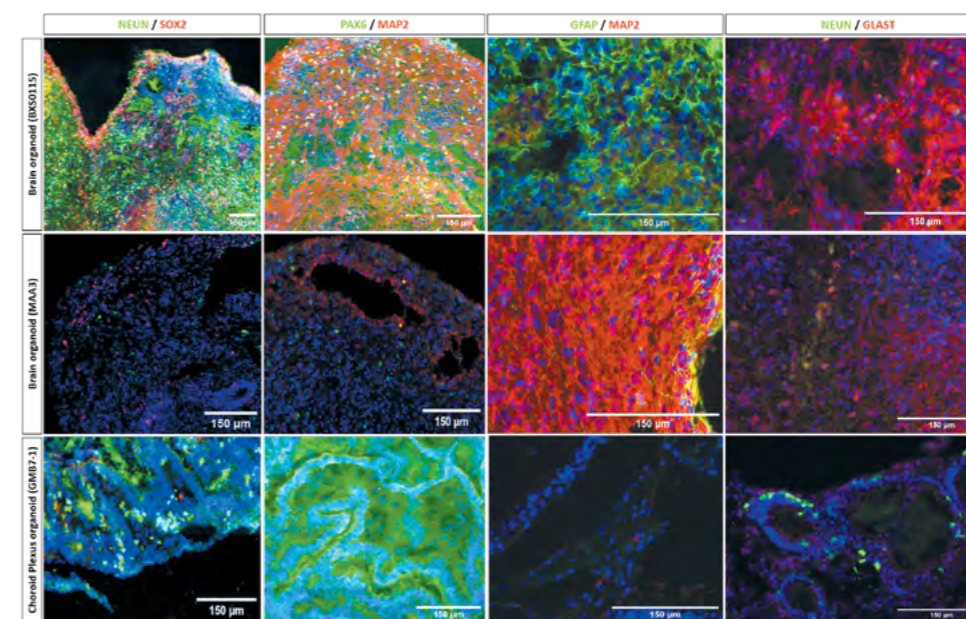 NEUN / SOX2
PAX6 / MAP2
GFAP / MAP2
NEUN / GLAST
Brain organoid (BXS0115)
150 µm
150 µm
150 µm
150 µm
Brain organoid (MAA3)
150 µm
150 µm
150 µm
150 µm
Choroid Plexus organoid (GMB7-1)
150 µm
150 µm
150 µm
150 µm